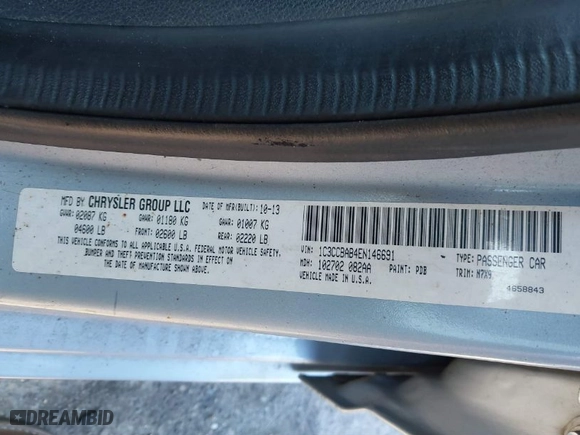 MFD BY CHRYSLER GROUP LLC DATE OF MFR(BUILT): 10-13
GVWR: 02087 KG GAWR: 01180 KG GAWR: 01007 KG
04600 LB FRONT: 02600 LB REAR: 02220 LB
THIS VEHICLE CONFORMS TO ALL APPLICABLE U.S.A. FEDERAL MOTOR VEHICLE SAFETY,
BUMPER AND THEFT PREVENTION STANDARDS IN EFFECT ON
THE DATE OF MANUFACTURE SHOWN ABOVE.
VIN: 1C3CCBAB4EN146691 TYPE: PASSENGER CAR
MDH: 102702 082AA PAINT: PDB TRIM: M7X9
VEHICLE MADE IN U.S.A. 4658843
DREAMBID